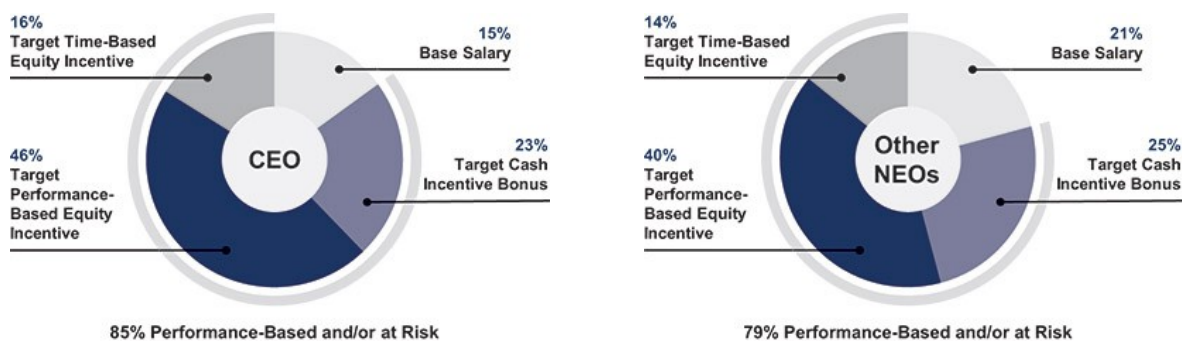 16%
Target Time-Based
Equity Incentive
15%
Base Salary
46%
Target
Performance-
Based Equity
Incentive
CEO
23%
Target Cash
Incentive Bonus
85% Performance-Based and/or at Risk
14%
Target Time-Based
Equity Incentive
21%
Base Salary
40%
Target
Performance-
Based Equity
Incentive
Other
NEOs
25%
Target Cash
Incentive Bonus
79% Performance-Based and/or at Risk